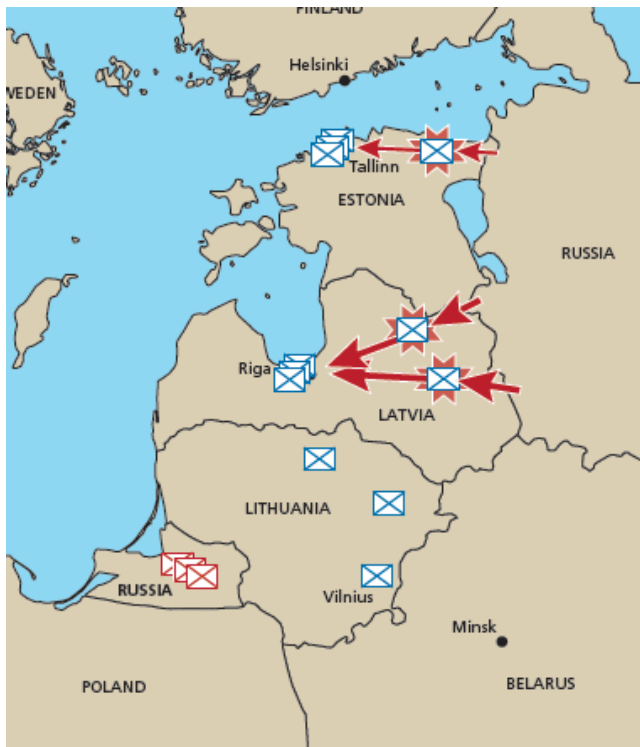 FINLAND
Helsinki
WEDEN
Tallinn
ESTONIA
RUSSIA
Riga
LATVIA
LITHUANIA
RUSSIA
Vilnius
Minsk
POLAND
BELARUS